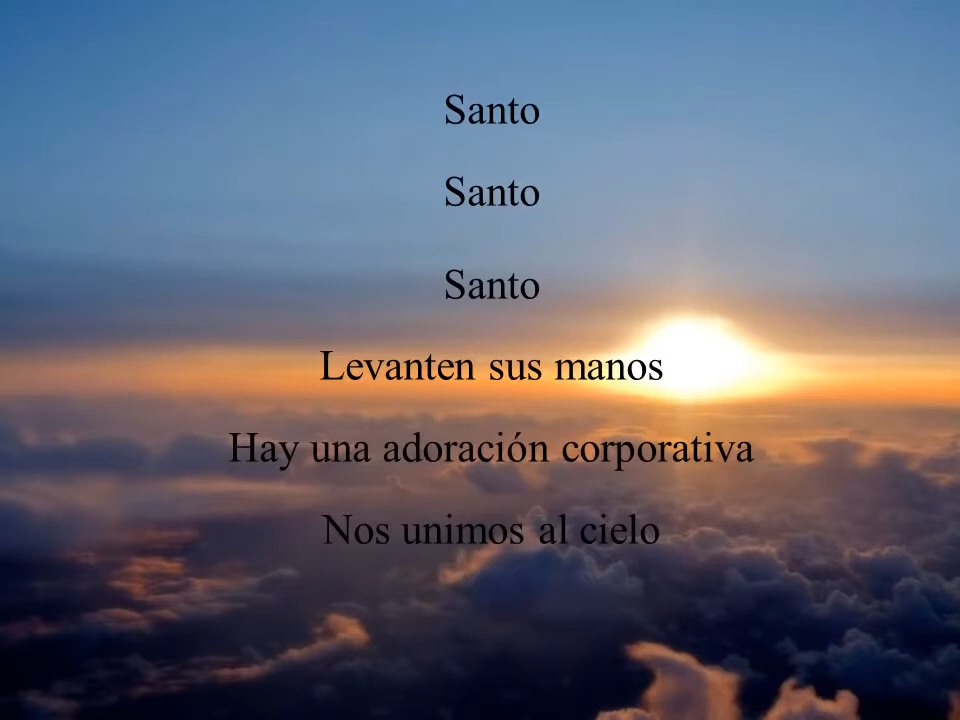 Santo
Santo
Santo
Levanten sus manos
Hay una adoración corporativa
Nos unimos al cielo